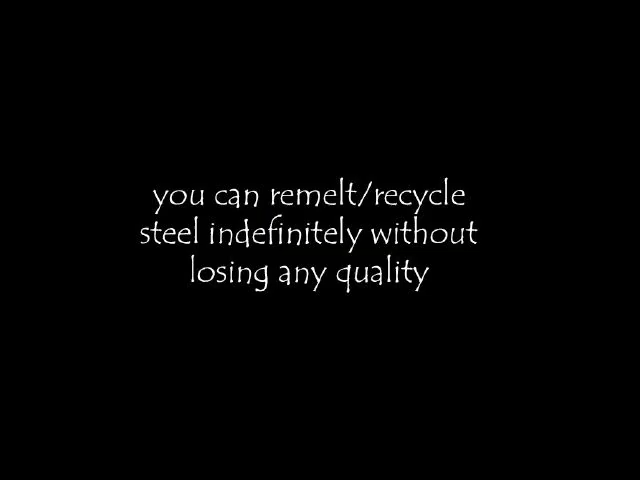 you can remelt/recycle
steel indefinitely without
losing any quality